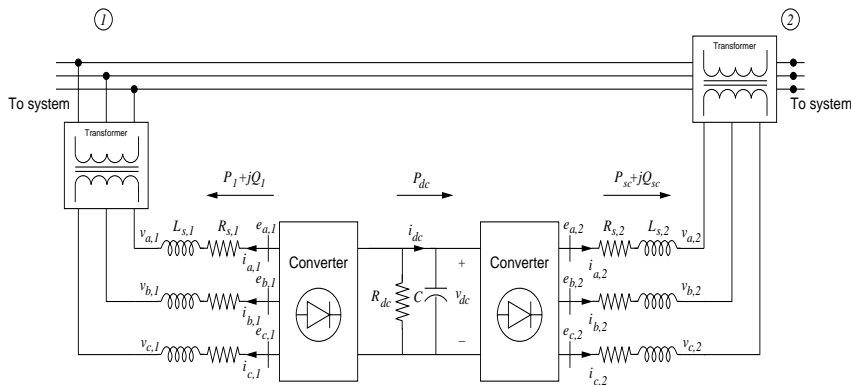 1
2
Transformer
To system
To system
Transformer
P1+jQ1
Pdc
Psc+jQsc
va,1
Ls,1
Rs,1
ea,1
ia,1
idc
ea,2
Rs,2
Ls,2
va,2
ia,2
Converter
Converter
vb,1
eb,1
ib,1
Rdc
C
+
vdc
−
eb,2
ib,2
vb,2
vc,1
ec,1
ic,1
ec,2
ic,2
vc,2